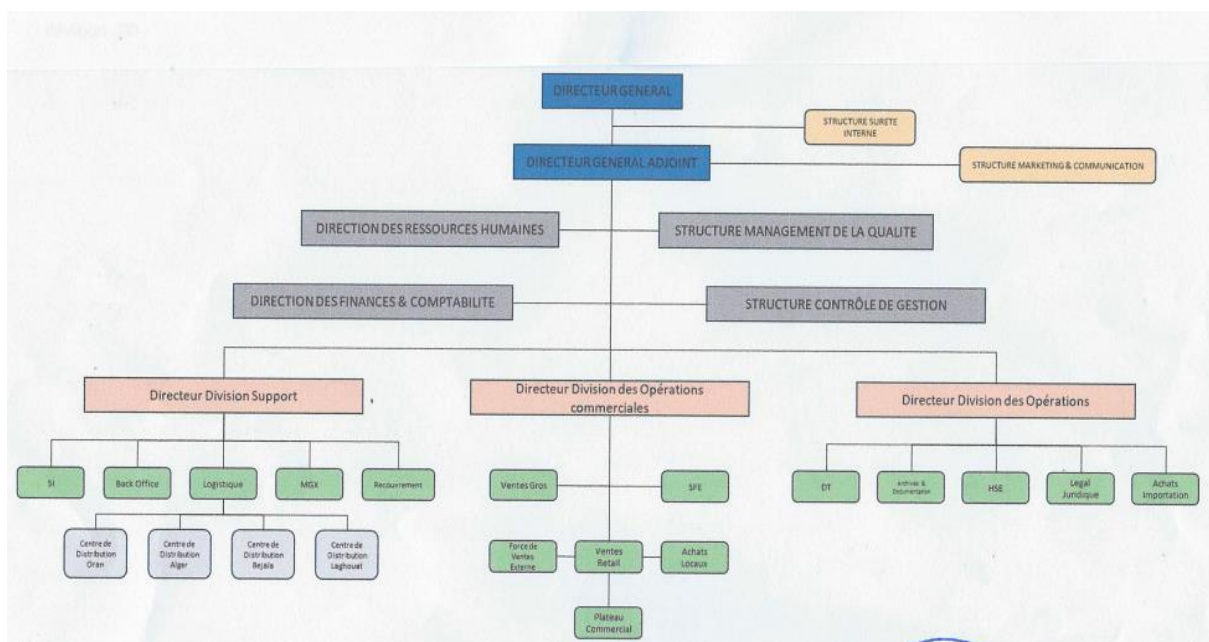 DIRECTEUR GENERAL
STRUCTURE SURETE
INTERNE
DIRECTEUR GENERAL ADJOINT
STRUCTURE MARKETING & COMMUNICATION
DIRECTION DES RESSOURCES HUMAINES
STRUCTURE MANAGEMENT DE LA QUALITE
DIRECTION DES FINANCES & COMPTABILITE
STRUCTURE CONTRÔLE DE GESTION
Directeur Division Support
Directeur Division des Opérations
commerciales
Directeur Division des Opérations
SI
Back Office
Logistique
MGX
Recouvrement
Ventes Gros
SFE
DT
Archives &
Documentation
HSE
Legal
Juridique
Achats
Importation
Centre de
Distribution
Oran
Centre de
Distribution
Alger
Centre de
Distribution
Bejaia
Centre de
Distribution
Laghouat
Force de
Ventes
Externe
Ventes
Retail
Achats
Locaux
Plateau
Commercial